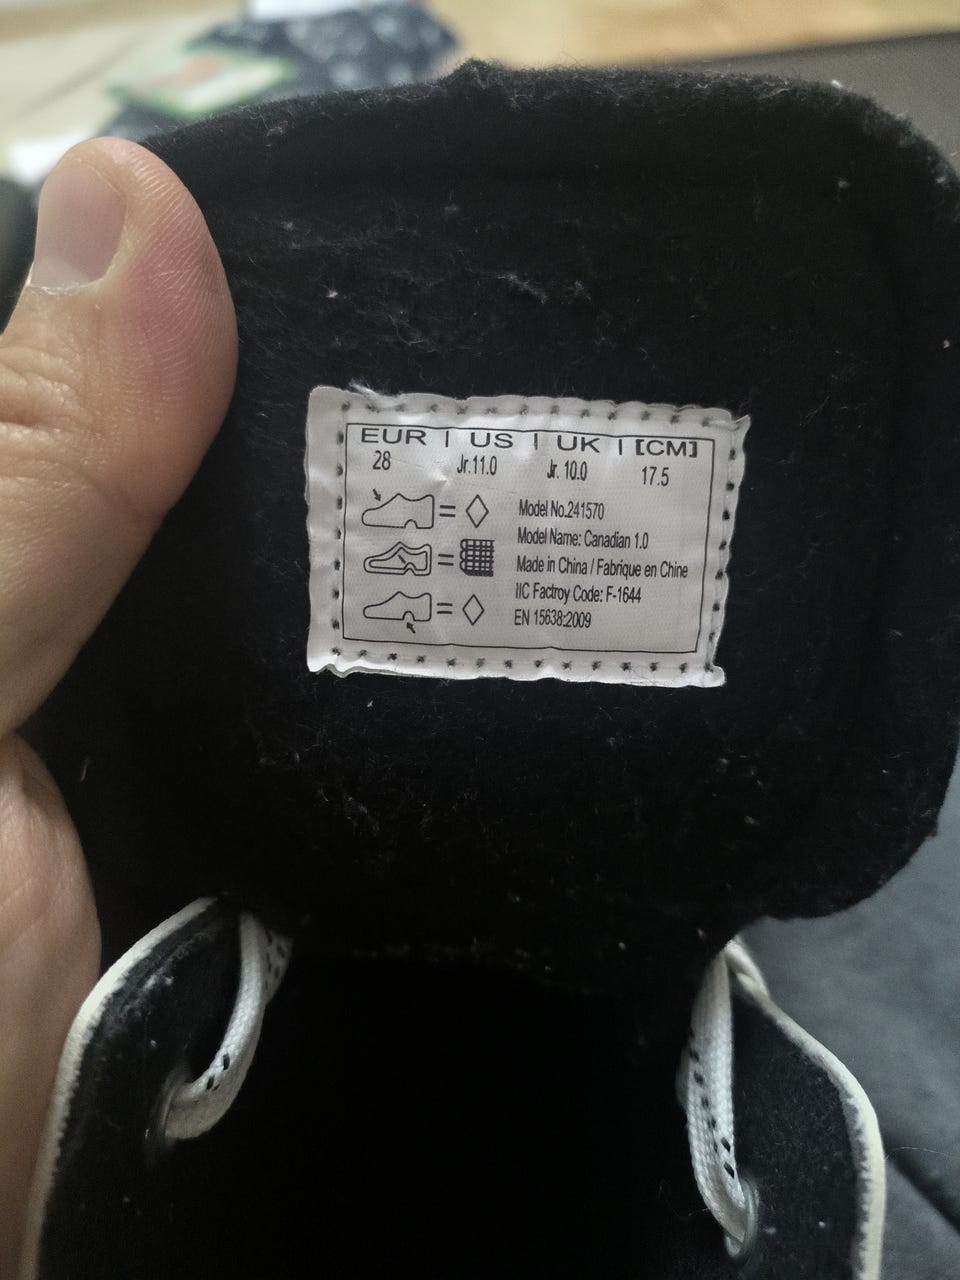 EUR | US | UK | [CM]
28 Jr.11.0 Jr. 10.0 17.5
Model No.241570
Model Name: Canadian 1.0
Made in China / Fabrique en Chine
IIC Factroy Code: F-1644
EN 15638:2009